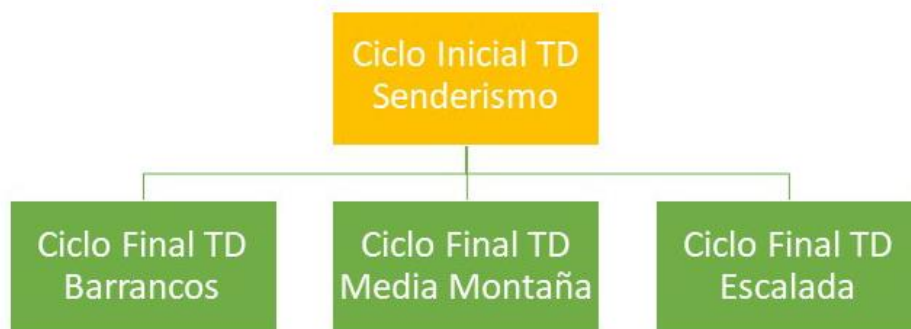 Ciclo Inicial TD
Senderismo
Ciclo Final TD
Barrancos
Ciclo Final TD
Media Montaña
Ciclo Final TD
Escalada